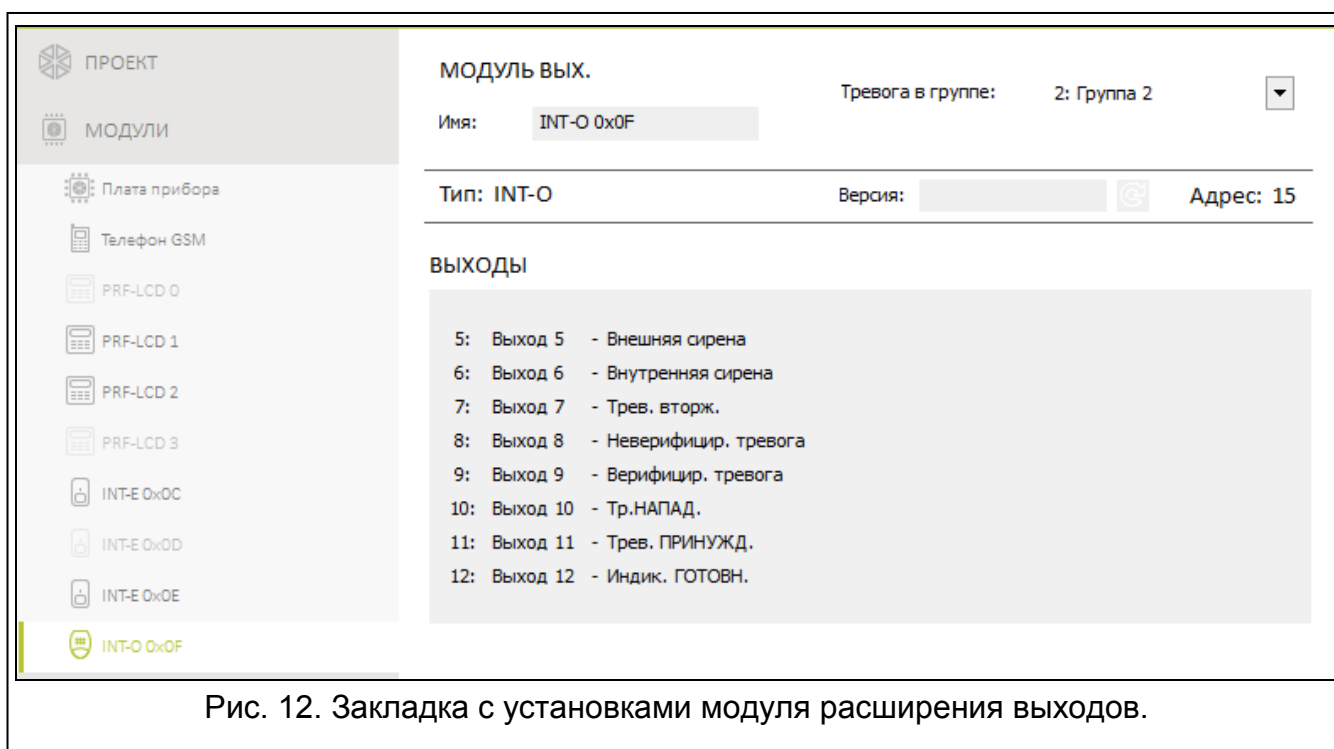 ПРОЕКТ
МОДУЛИ
Плата прибора
Телефон GSM
PRF-LCD 0
PRF-LCD 1
PRF-LCD 2
PRF-LCD 3
INT-E 0x0C
INT-E 0x0D
INT-E 0x0E
INT-O 0x0F
МОДУЛЬ ВЫХ.
Тревога в группе: 2: Группа 2
Имя: INT-O 0x0F
Тип: INT-O Версия: Адрес: 15
ВЫХОДЫ
5: Выход 5 - Внешняя сирена
6: Выход 6 - Внутренняя сирена
7: Выход 7 - Трев. вторж.
8: Выход 8 - Неверифицир. тревога
9: Выход 9 - Верифицир. тревога
10: Выход 10 - Тр.НАПАД.
11: Выход 11 - Трев. ПРИНУЖД.
12: Выход 12 - Индик. ГОТОВН.
Рис. 12. Закладка с установками модуля расширения выходов.